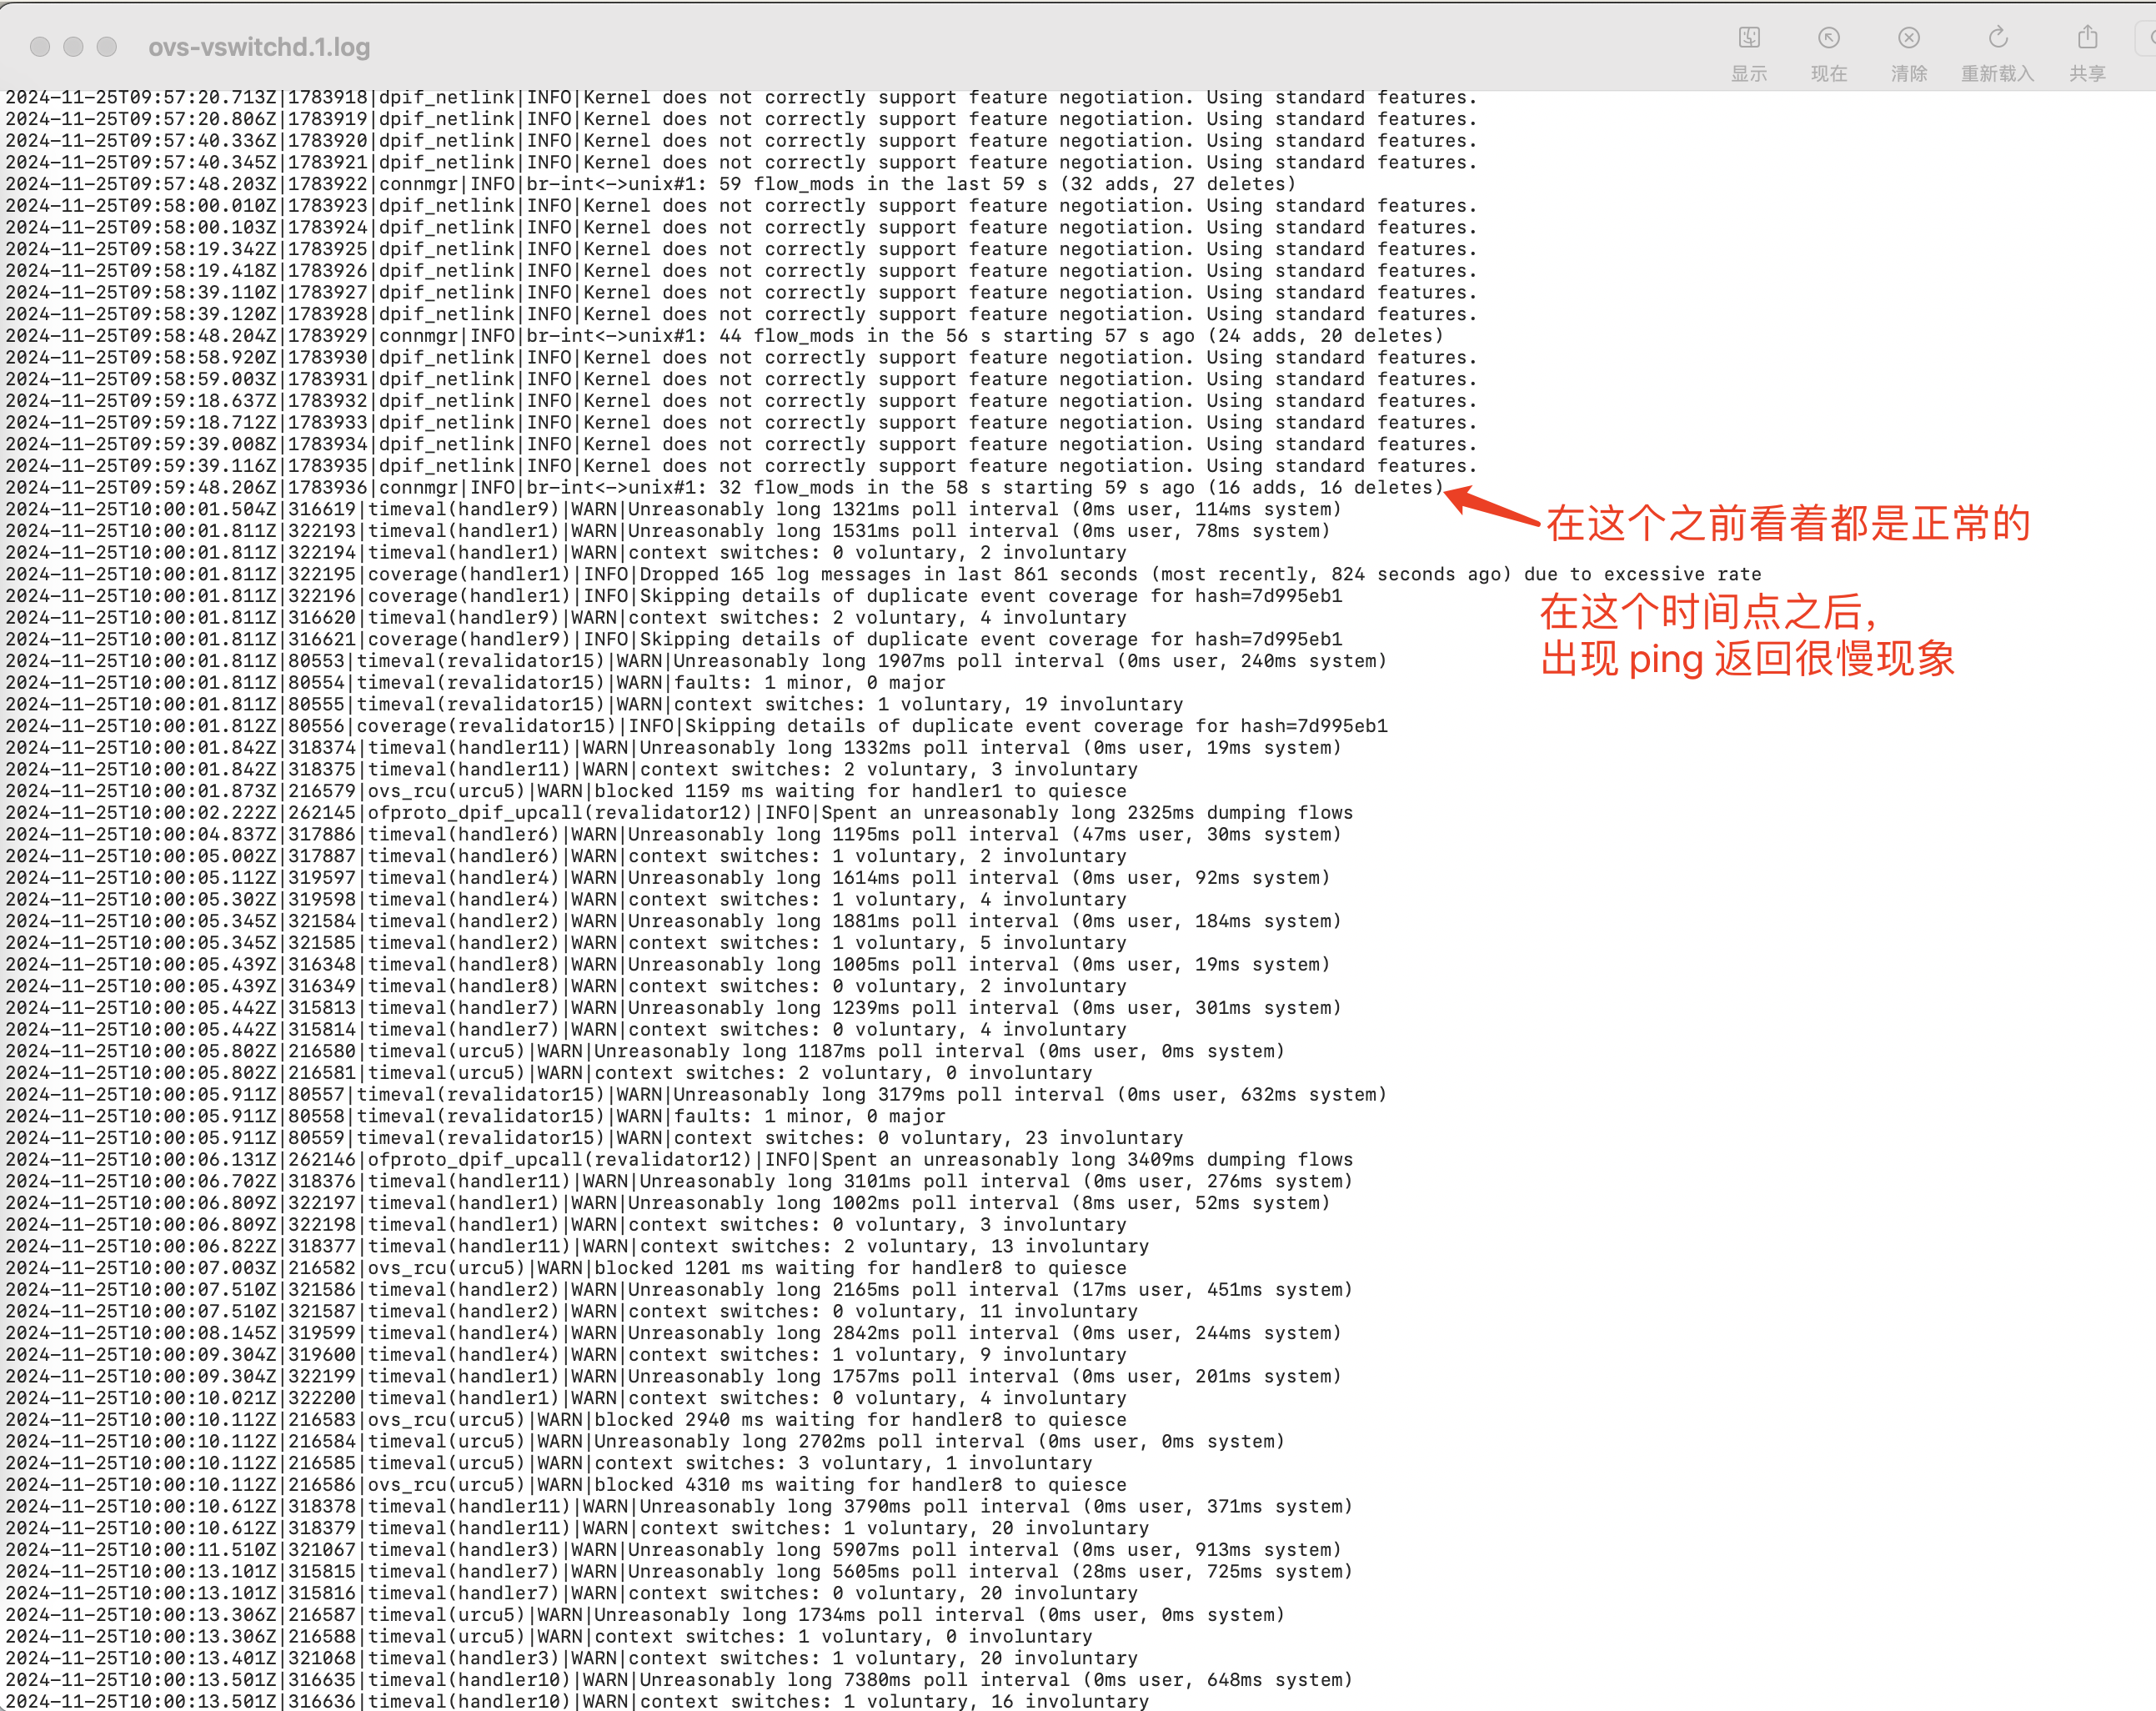 ovs-vswitchd.1.log
显示
现在
清除
重新载入
共享
2024-11-25T09:57:20.713Z|1783918|dpif_netlink|INFO|Kernel does not correctly support feature negotiation. Using standard features.
2024-11-25T09:57:20.806Z|1783919|dpif_netlink|INFO|Kernel does not correctly support feature negotiation. Using standard features.
2024-11-25T09:57:40.336Z|1783920|dpif_netlink|INFO|Kernel does not correctly support feature negotiation. Using standard features.
2024-11-25T09:57:40.345Z|1783921|dpif_netlink|INFO|Kernel does not correctly support feature negotiation. Using standard features.
2024-11-25T09:57:48.203Z|1783922|connmgr|INFO|br-int<->unix#1: 59 flow_mods in the last 59 s (32 adds, 27 deletes)
2024-11-25T09:58:00.010Z|1783923|dpif_netlink|INFO|Kernel does not correctly support feature negotiation. Using standard features.
2024-11-25T09:58:00.103Z|1783924|dpif_netlink|INFO|Kernel does not correctly support feature negotiation. Using standard features.
2024-11-25T09:58:19.342Z|1783925|dpif_netlink|INFO|Kernel does not correctly support feature negotiation. Using standard features.
2024-11-25T09:58:19.418Z|1783926|dpif_netlink|INFO|Kernel does not correctly support feature negotiation. Using standard features.
2024-11-25T09:58:39.110Z|1783927|dpif_netlink|INFO|Kernel does not correctly support feature negotiation. Using standard features.
2024-11-25T09:58:39.120Z|1783928|dpif_netlink|INFO|Kernel does not correctly support feature negotiation. Using standard features.
2024-11-25T09:58:48.204Z|1783929|connmgr|INFO|br-int<->unix#1: 44 flow_mods in the 56 s starting 57 s ago (24 adds, 20 deletes)
2024-11-25T09:58:58.920Z|1783930|dpif_netlink|INFO|Kernel does not correctly support feature negotiation. Using standard features.
2024-11-25T09:58:59.003Z|1783931|dpif_netlink|INFO|Kernel does not correctly support feature negotiation. Using standard features.
2024-11-25T09:59:18.637Z|1783932|dpif_netlink|INFO|Kernel does not correctly support feature negotiation. Using standard features.
2024-11-25T09:59:18.712Z|1783933|dpif_netlink|INFO|Kernel does not correctly support feature negotiation. Using standard features.
2024-11-25T09:59:39.008Z|1783934|dpif_netlink|INFO|Kernel does not correctly support feature negotiation. Using standard features.
2024-11-25T09:59:39.116Z|1783935|dpif_netlink|INFO|Kernel does not correctly support feature negotiation. Using standard features.
2024-11-25T09:59:48.206Z|1783936|connmgr|INFO|br-int<->unix#1: 32 flow_mods in the 58 s starting 59 s ago (16 adds, 16 deletes)
2024-11-25T10:00:01.504Z|316619|timeval(handler9)|WARN|Unreasonably long 1321ms poll interval (0ms user, 114ms system)
在这个之前看着都是正常的
2024-11-25T10:00:01.811Z|322193|timeval(handler1)|WARN|Unreasonably long 1531ms poll interval (0ms user, 78ms system)
2024-11-25T10:00:01.811Z|322194|timeval(handler1)|WARN|context switches: 0 voluntary, 2 involuntary
2024-11-25T10:00:01.811Z|322195|coverage(handler1)|INFO|Dropped 165 log messages in last 861 seconds (most recently, 824 seconds ago) due to excessive rate
2024-11-25T10:00:01.811Z|322196|coverage(handler1)|INFO|Skipping details of duplicate event coverage for hash=7d995eb1
在这个时间点之后，
2024-11-25T10:00:01.811Z|316620|timeval(handler9)|WARN|context switches: 2 voluntary, 4 involuntary
2024-11-25T10:00:01.811Z|316621|coverage(handler9)|INFO|Skipping details of duplicate event coverage for hash=7d995eb1
出现 ping 返回很慢现象
2024-11-25T10:00:01.811Z|80553|timeval(revalidator15)|WARN|Unreasonably long 1907ms poll interval (0ms user, 240ms system)
2024-11-25T10:00:01.811Z|80554|timeval(revalidator15)|WARN|faults: 1 minor, 0 major
2024-11-25T10:00:01.811Z|80555|timeval(revalidator15)|WARN|context switches: 1 voluntary, 19 involuntary
2024-11-25T10:00:01.812Z|80556|coverage(revalidator15)|INFO|Skipping details of duplicate event coverage for hash=7d995eb1
2024-11-25T10:00:01.842Z|318374|timeval(handler11)|WARN|Unreasonably long 1332ms poll interval (0ms user, 19ms system)
2024-11-25T10:00:01.842Z|318375|timeval(handler11)|WARN|context switches: 2 voluntary, 3 involuntary
2024-11-25T10:00:01.873Z|216579|ovs_rcu(urcu5)|WARN|blocked 1159 ms waiting for handler1 to quiesce
2024-11-25T10:00:02.222Z|262145|ofproto_dpif_upcall(revalidator12)|INFO|Spent an unreasonably long 2325ms dumping flows
2024-11-25T10:00:04.837Z|317886|timeval(handler6)|WARN|Unreasonably long 1195ms poll interval (47ms user, 30ms system)
2024-11-25T10:00:05.002Z|317887|timeval(handler6)|WARN|context switches: 1 voluntary, 2 involuntary
2024-11-25T10:00:05.112Z|319597|timeval(handler4)|WARN|Unreasonably long 1614ms poll interval (0ms user, 92ms system)
2024-11-25T10:00:05.302Z|319598|timeval(handler4)|WARN|context switches: 1 voluntary, 4 involuntary
2024-11-25T10:00:05.345Z|321584|timeval(handler2)|WARN|Unreasonably long 1881ms poll interval (0ms user, 184ms system)
2024-11-25T10:00:05.345Z|321585|timeval(handler2)|WARN|context switches: 1 voluntary, 5 involuntary
2024-11-25T10:00:05.439Z|316348|timeval(handler8)|WARN|Unreasonably long 1005ms poll interval (0ms user, 19ms system)
2024-11-25T10:00:05.439Z|316349|timeval(handler8)|WARN|context switches: 0 voluntary, 2 involuntary
2024-11-25T10:00:05.442Z|315813|timeval(handler7)|WARN|Unreasonably long 1239ms poll interval (0ms user, 301ms system)
2024-11-25T10:00:05.442Z|315814|timeval(handler7)|WARN|context switches: 0 voluntary, 4 involuntary
2024-11-25T10:00:05.802Z|216580|timeval(urcu5)|WARN|Unreasonably long 1187ms poll interval (0ms user, 0ms system)
2024-11-25T10:00:05.802Z|216581|timeval(urcu5)|WARN|context switches: 2 voluntary, 0 involuntary
2024-11-25T10:00:05.911Z|80557|timeval(revalidator15)|WARN|Unreasonably long 3179ms poll interval (0ms user, 632ms system)
2024-11-25T10:00:05.911Z|80558|timeval(revalidator15)|WARN|faults: 1 minor, 0 major
2024-11-25T10:00:05.911Z|80559|timeval(revalidator15)|WARN|context switches: 0 voluntary, 23 involuntary
2024-11-25T10:00:06.131Z|262146|ofproto_dpif_upcall(revalidator12)|INFO|Spent an unreasonably long 3409ms dumping flows
2024-11-25T10:00:06.702Z|318376|timeval(handler11)|WARN|Unreasonably long 3101ms poll interval (0ms user, 276ms system)
2024-11-25T10:00:06.809Z|322197|timeval(handler1)|WARN|Unreasonably long 1002ms poll interval (8ms user, 52ms system)
2024-11-25T10:00:06.809Z|322198|timeval(handler1)|WARN|context switches: 0 voluntary, 3 involuntary
2024-11-25T10:00:06.822Z|318377|timeval(handler11)|WARN|context switches: 2 voluntary, 13 involuntary
2024-11-25T10:00:07.003Z|216582|ovs_rcu(urcu5)|WARN|blocked 1201 ms waiting for handler8 to quiesce
2024-11-25T10:00:07.510Z|321586|timeval(handler2)|WARN|Unreasonably long 2165ms poll interval (17ms user, 451ms system)
2024-11-25T10:00:07.510Z|321587|timeval(handler2)|WARN|context switches: 0 voluntary, 11 involuntary
2024-11-25T10:00:08.145Z|319599|timeval(handler4)|WARN|Unreasonably long 2842ms poll interval (0ms user, 244ms system)
2024-11-25T10:00:09.304Z|319600|timeval(handler4)|WARN|context switches: 1 voluntary, 9 involuntary
2024-11-25T10:00:09.304Z|322199|timeval(handler1)|WARN|Unreasonably long 1757ms poll interval (0ms user, 201ms system)
2024-11-25T10:00:10.021Z|322200|timeval(handler1)|WARN|context switches: 0 voluntary, 4 involuntary
2024-11-25T10:00:10.112Z|216583|ovs_rcu(urcu5)|WARN|blocked 2940 ms waiting for handler8 to quiesce
2024-11-25T10:00:10.112Z|216584|timeval(urcu5)|WARN|Unreasonably long 2702ms poll interval (0ms user, 0ms system)
2024-11-25T10:00:10.112Z|216585|timeval(urcu5)|WARN|context switches: 3 voluntary, 1 involuntary
2024-11-25T10:00:10.112Z|216586|ovs_rcu(urcu5)|WARN|blocked 4310 ms waiting for handler8 to quiesce
2024-11-25T10:00:10.612Z|318378|timeval(handler11)|WARN|Unreasonably long 3790ms poll interval (0ms user, 371ms system)
2024-11-25T10:00:10.612Z|318379|timeval(handler11)|WARN|context switches: 1 voluntary, 20 involuntary
2024-11-25T10:00:11.510Z|321067|timeval(handler3)|WARN|Unreasonably long 5907ms poll interval (0ms user, 913ms system)
2024-11-25T10:00:13.101Z|315815|timeval(handler7)|WARN|Unreasonably long 5605ms poll interval (28ms user, 725ms system)
2024-11-25T10:00:13.101Z|315816|timeval(handler7)|WARN|context switches: 0 voluntary, 20 involuntary
2024-11-25T10:00:13.306Z|216587|timeval(urcu5)|WARN|Unreasonably long 1734ms poll interval (0ms user, 0ms system)
2024-11-25T10:00:13.306Z|216588|timeval(urcu5)|WARN|context switches: 1 voluntary, 0 involuntary
2024-11-25T10:00:13.401Z|321068|timeval(handler3)|WARN|context switches: 1 voluntary, 20 involuntary
2024-11-25T10:00:13.501Z|316635|timeval(handler10)|WARN|Unreasonably long 7380ms poll interval (0ms user, 648ms system)
2024-11-25T10:00:13.501Z|316636|timeval(handler10)|WARN|context switches: 1 voluntary, 16 involuntary